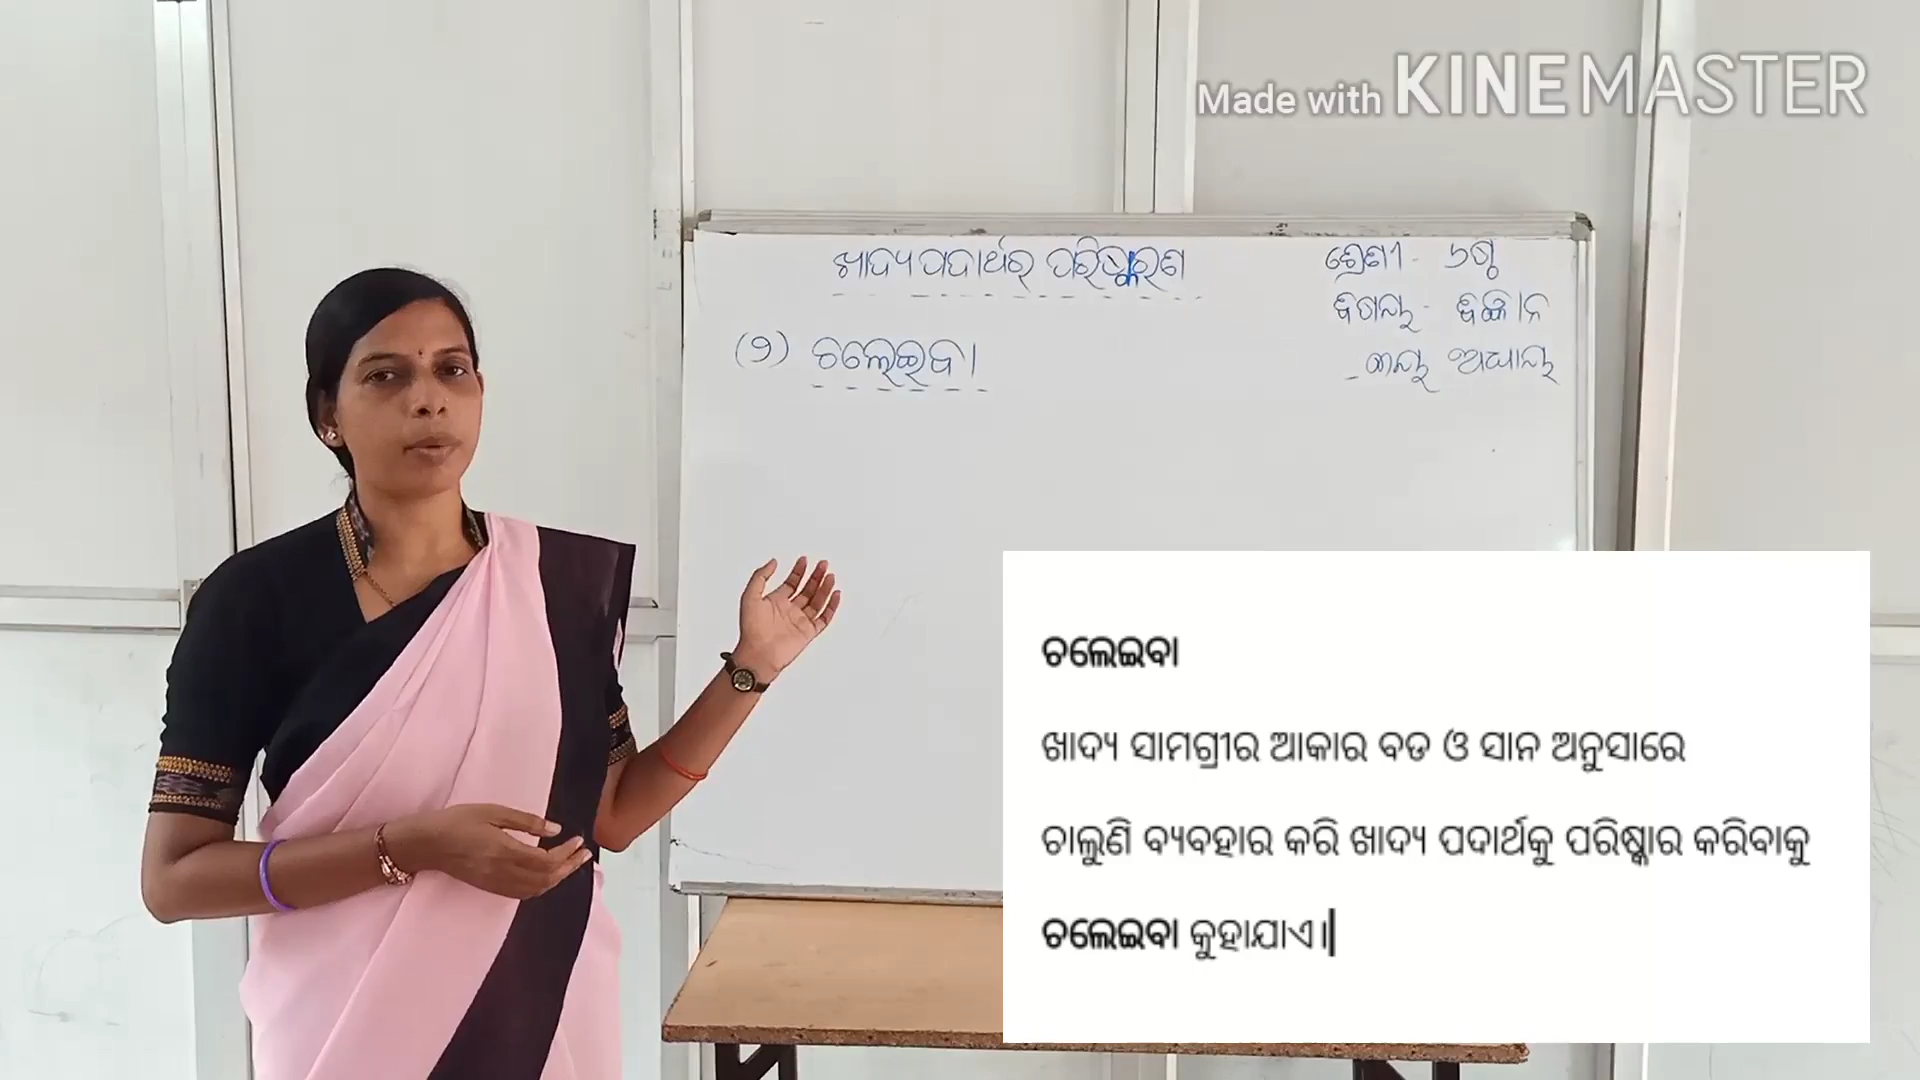 Made with KINEMASTER
ଖାଦ୍ୟ ପଦାର୍ଥର ପରିଷ୍କରଣ
ଶ୍ରେଣୀ - ୬ଷ୍ଠ
ବିଷୟ - ବିଜ୍ଞାନ
୩ୟ ଅଧ୍ୟାୟ
(୨) ଚଲେଇବା
ଚଲେଇବା
ଖାଦ୍ୟ ସାମଗ୍ରୀର ଆକାର ବଡ ଓ ସାନ ଅନୁସାରେ
ଚାଲୁଣି ବ୍ୟବହାର କରି ଖାଦ୍ୟ ପଦାର୍ଥକୁ ପରିଷ୍କାର କରିବାକୁ
ଚଲେଇବା କୁହାଯାଏ।